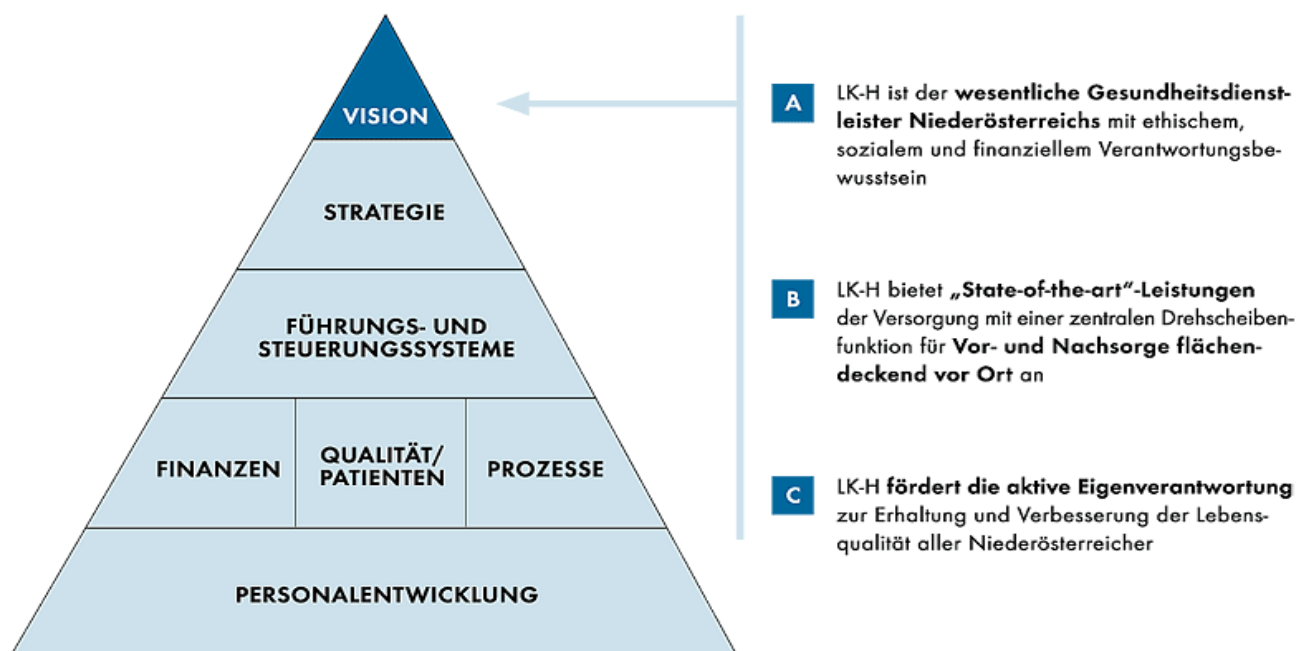 VISION
STRATEGIE
FÜHRUNGS- UND
STEUERUNGSSYSTEME
FINANZEN
QUALITÄT/
PATIENTEN
PROZESSE
PERSONALENTWICKLUNG
A
LK-H ist der wesentliche Gesundheitsdienst-
leister Niederösterreichs mit ethischem,
sozialem und finanziellem Verantwortungsbe-
wusstsein
B
LK-H bietet „State-of-the-art“-Leistungen
der Versorgung mit einer zentralen Drehscheiben-
funktion für Vor- und Nachsorge flächen-
deckend vor Ort an
C
LK-H fördert die aktive Eigenverantwortung
zur Erhaltung und Verbesserung der Lebens-
qualität aller Niederösterreicher